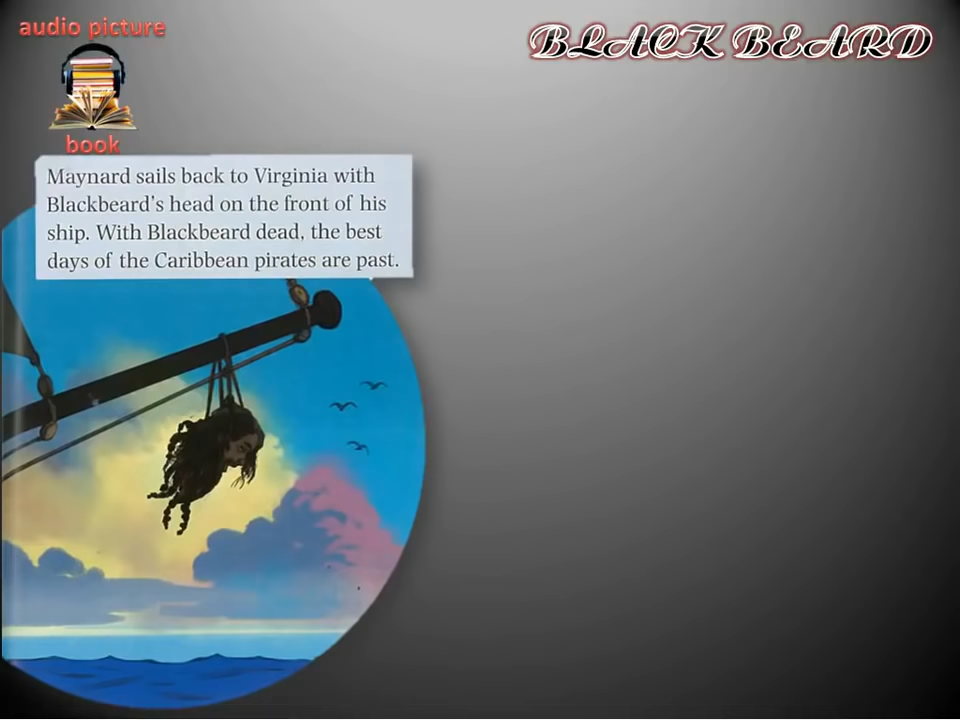 audio picture
BLACK BEARD
book
Maynard sails back to Virginia with
Blackbeard's head on the front of his
ship. With Blackbeard dead, the best
days of the Caribbean pirates are past.